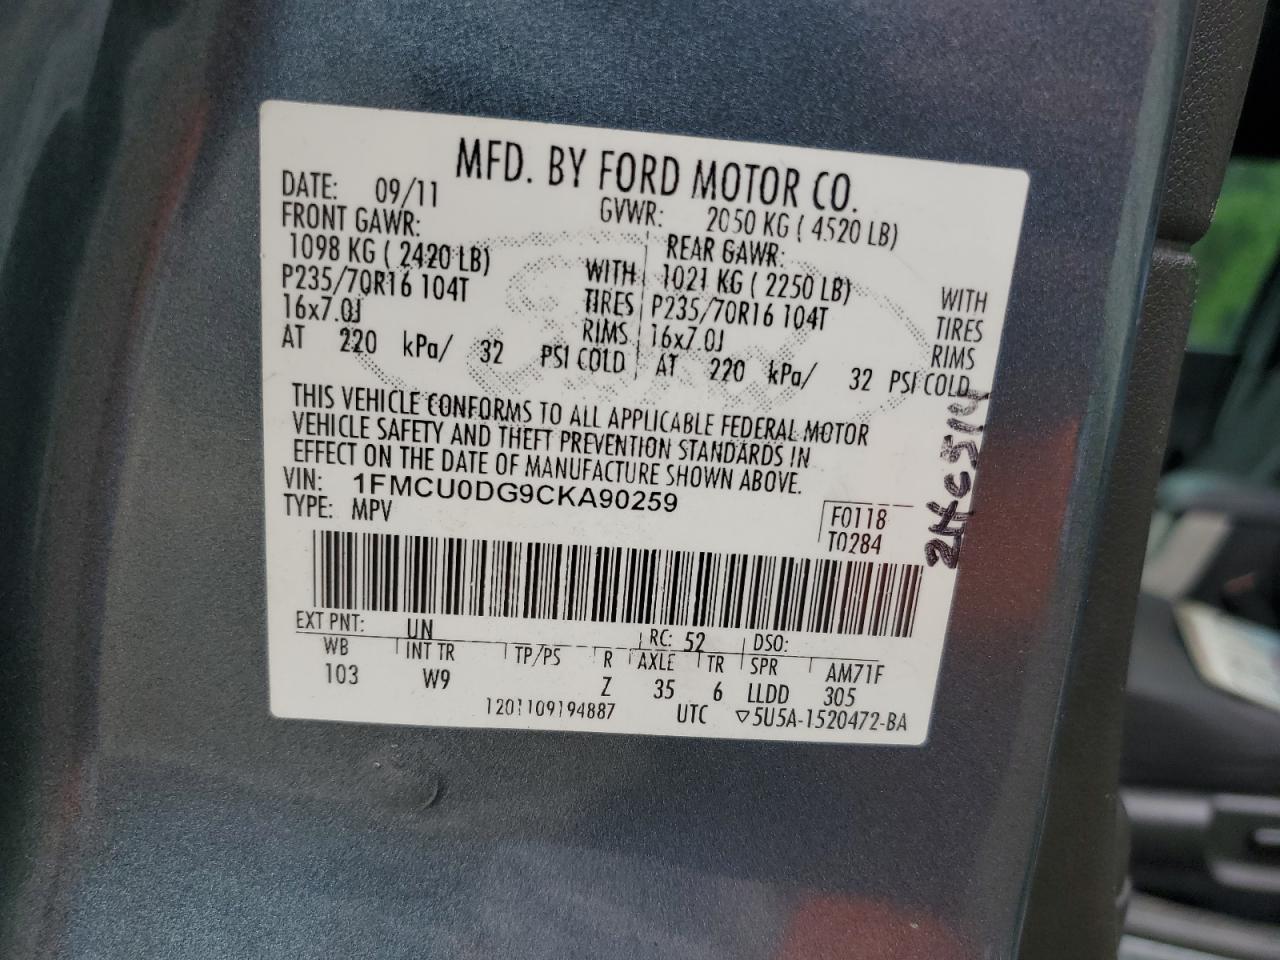 MFD. BY FORD MOTOR CO.
DATE: 09/11 GVWR: 2050 KG ( 4520 LB)
FRONT GAWR: REAR GAWR:
1098 KG ( 2420 LB) WITH 1021 KG ( 2250 LB) WITH
P235/70R16 104T TIRES P235/70R16 104T TIRES
16x7.0J RIMS 16x7.0J RIMS
AT 220 kPa/ 32 PSI COLD AT 220 kPa/ 32 PSI COLD
THIS VEHICLE CONFORMS TO ALL APPLICABLE FEDERAL MOTOR
VEHICLE SAFETY AND THEFT PREVENTION STANDARDS IN
EFFECT ON THE DATE OF MANUFACTURE SHOWN ABOVE.
VIN: 1FMCU0DG9CKA90259
TYPE: MPV
F0118
T0284
EXT PNT: UN RC: 52 DSO:
WB INT TR TP/PS R AXLE TR SPR AM71F
103 W9 Z 35 6 LLDD 305
1201109194887 UTC ▽5U5A-1520472-BA